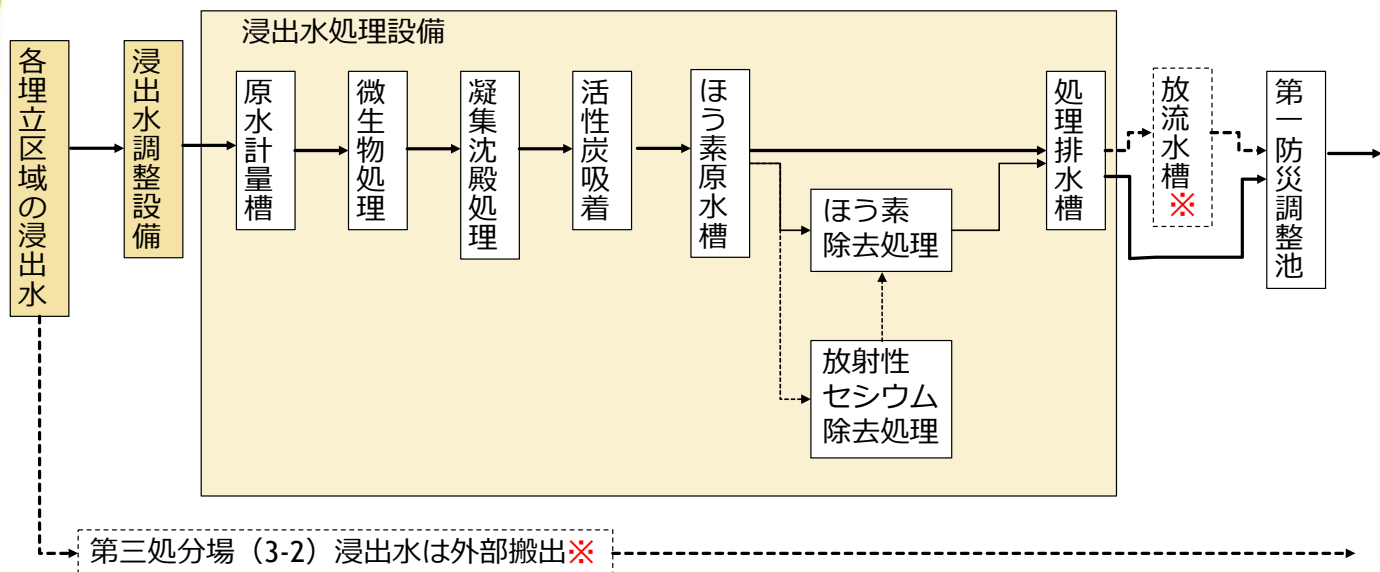 浸出水処理設備
各埋立区域の浸出水
浸出水調整設備
原水計量槽
微生物処理
凝集沈殿処理
活性炭吸着
ほう素原水槽
ほう素
除去処理
放射性
セシウム
除去処理
処理排水槽
放流水槽※
第一防災調整池
第三処分場（3-2）浸出水は外部搬出※